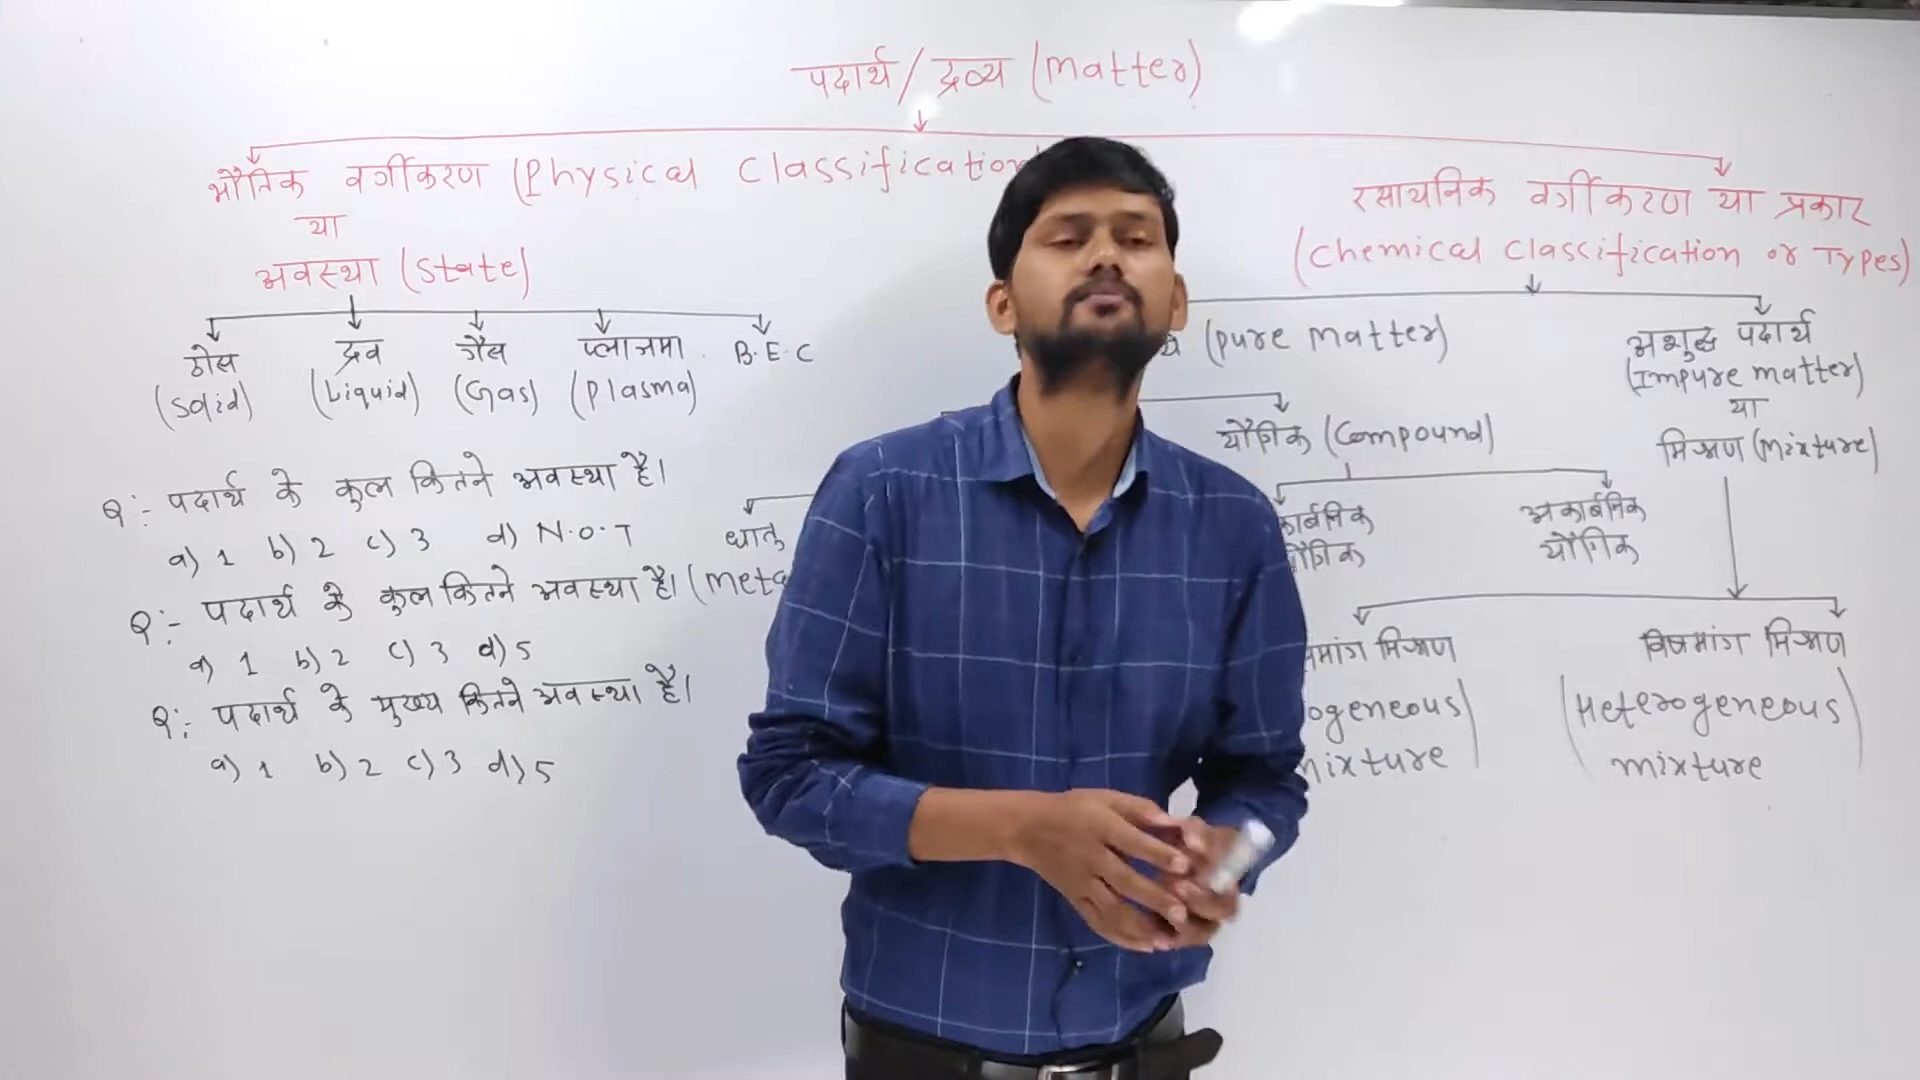 पदार्थ / द्रव्य (matter)
भौतिक वर्गीकरण (Physical Classification
या
अवस्था (State)
ठोस द्रव गैस प्लाजमा B.E.C
(Solid) (Liquid) (Gas) (Plasma)
Q:- पदार्थ के कुल कितने अवस्था है।
a) 1 b) 2 c) 3 d) N.O.T
Q:- पदार्थ के कुल कितने अवस्था है।
a) 1 b) 2 c) 3 d) 5
Q:- पदार्थ के मुख्य कितने अवस्था है।
a) 1 b) 2 c) 3 d) 5
रसायनिक वर्गीकरण या प्रकार
(Chemical Classification or Types)
(Pure matter)
अशुद्ध पदार्थ
(Impure matter)
या
मिश्रण (mixture)
यौगिक (Compound)
धातु
कार्बनिक
यौगिक
अकार्बनिक
यौगिक
मिश्रण
mixture
विषमांग मिश्रण
(Heterogeneous)
mixture